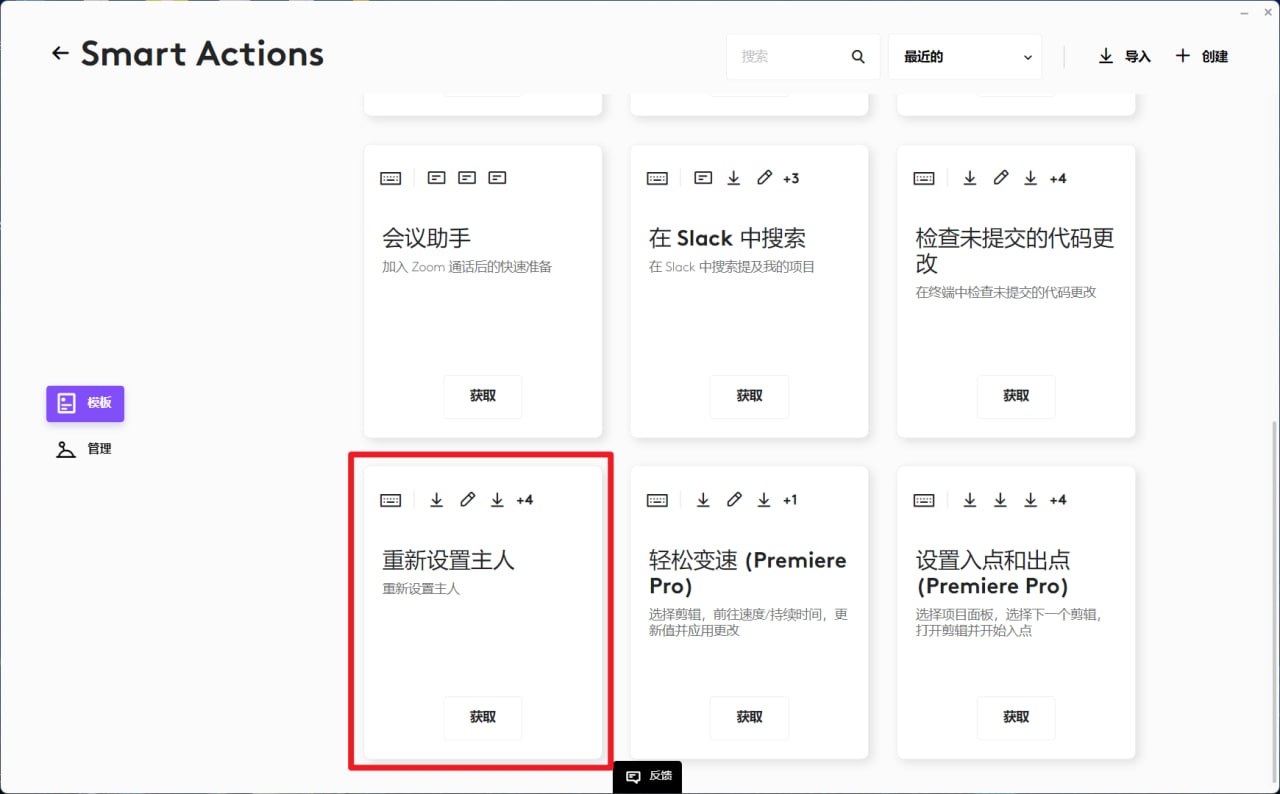 Smart Actions
搜索
最近的
导入
创建
会议助手
加入 Zoom 通话后的快速准备
获取
+3
在 Slack 中搜索
在 Slack 中搜索提及我的项目
获取
+4
检查未提交的代码更
改
在终端中检查未提交的代码更改
获取
模板
管理
+4
重新设置主人
重新设置主人
获取
+1
轻松变速 (Premiere
Pro)
选择剪辑，前往速度/持续时间，更
新值并应用更改
获取
+4
设置入点和出点
(Premiere Pro)
选择项目面板，选择下一个剪辑，
打开剪辑并开始入点
获取
反馈